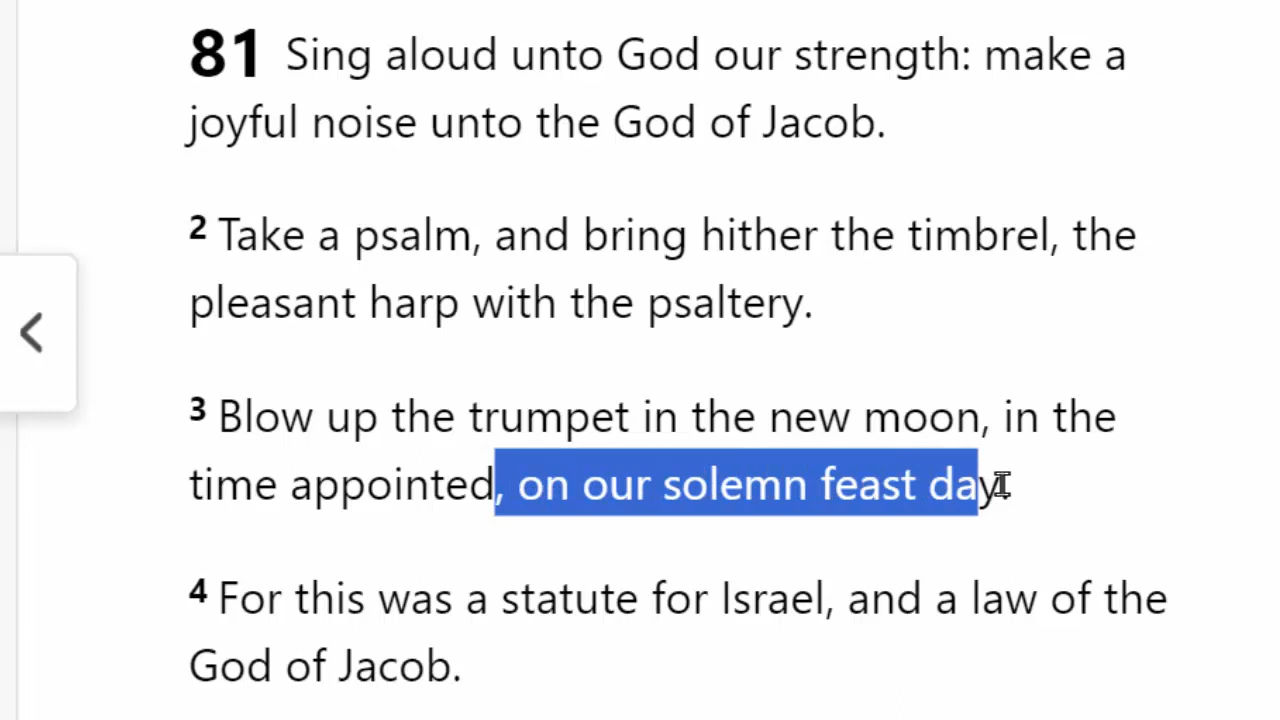 81 Sing aloud unto God our strength: make a
joyful noise unto the God of Jacob.
2 Take a psalm, and bring hither the timbrel, the
pleasant harp with the psaltery.
3 Blow up the trumpet in the new moon, in the
time appointed, on our solemn feast day.
4 For this was a statute for Israel, and a law of the
God of Jacob.